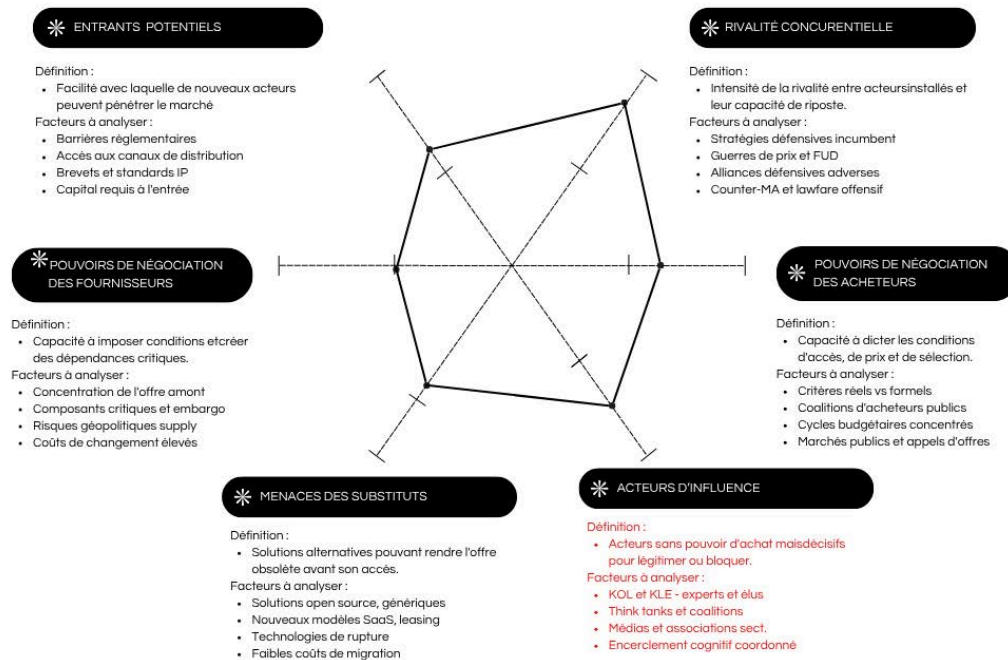 ENTRANTS POTENTIELS
Définition :
• Facilité avec laquelle de nouveaux acteurs
peuvent pénétrer le marché
Facteurs à analyser :
• Barrières règlementaires
• Accès aux canaux de distribution
• Brevets et standards IP
• Capital requis à l'entrée
RIVALITÉ CONCURENTIELLE
Définition :
• Intensité de la rivalité entre acteursinstallés et
leur capacité de riposte.
Facteurs à analyser :
• Stratégies défensives incumbent
• Guerres de prix et FUD
• Alliances défensives adverses
• Counter-MA et lawfare offensif
POUVOIRS DE NÉGOCIATION
DES FOURNISSEURS
Définition :
• Capacité à imposer conditions etcréer
des dépendances critiques.
Facteurs à analyser :
• Concentration de l'offre amont
• Composants critiques et embargo
• Risques géopolitiques supply
• Coûts de changement élevés
POUVOIRS DE NÉGOCIATION
DES ACHETEURS
Définition :
• Capacité à dicter les conditions
d'accès, de prix et de sélection.
Facteurs à analyser :
• Critères réels vs formels
• Coalitions d'acheteurs publics
• Cycles budgétaires concentrés
• Marchés publics et appels d'offres
MENACES DES SUBSTITUTS
Définition :
• Solutions alternatives pouvant rendre l'offre
obsolète avant son accès.
Facteurs à analyser :
• Solutions open source, génériques
• Nouveaux modèles SaaS, leasing
• Technologies de rupture
• Faibles coûts de migration
ACTEURS D'INFLUENCE
Définition :
• Acteurs sans pouvoir d'achat maisdécisifs
pour légitimer ou bloquer.
Facteurs à analyser :
• KOL et KLE - experts et élus
• Think tanks et coalitions
• Médias et associations sect.
• Encerclement cognitif coordonné